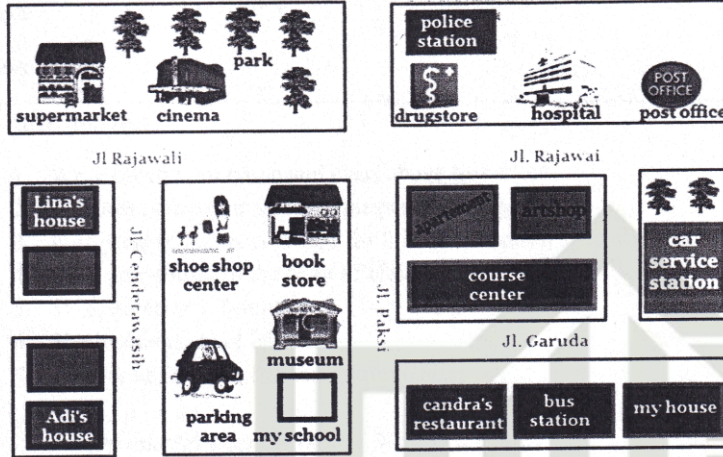 police
station
park
POST
OFFICE
supermarket
cinema
drugstore
hospital
post office
Jl Rajawali
Jl. Rajawai
Lina's
house
Jl. Cenderawasih
shoe shop
center
book
store
apartement
artshop
car
service
station
course
center
Jl. Paksi
MUSEUM
museum
Jl. Garuda
parking
area
my school
Adi's
house
candra's
restaurant
bus
station
my house